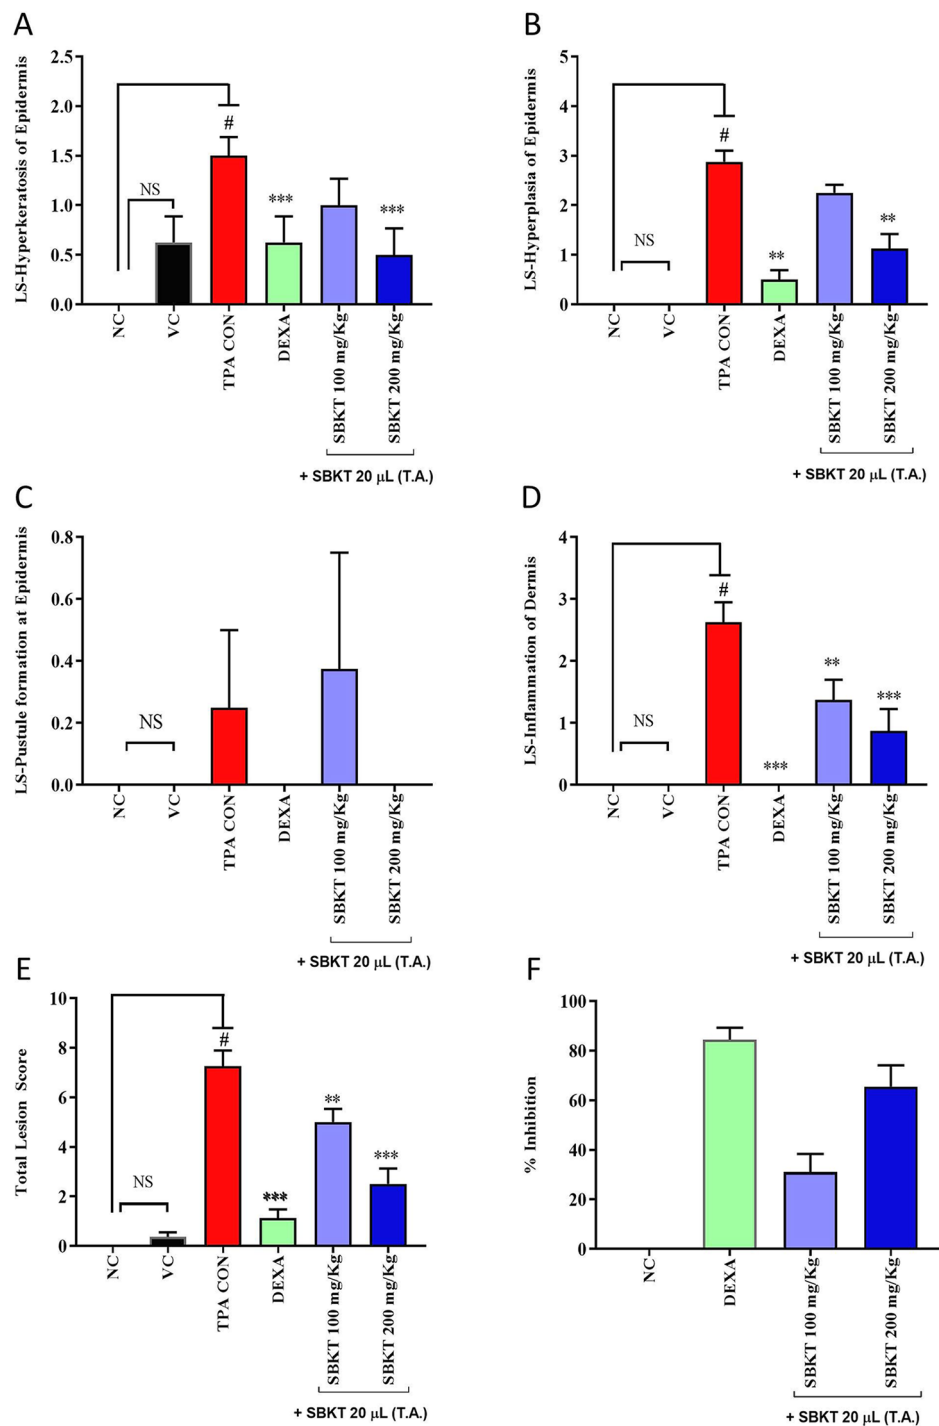 A
LS-Hyperkeratosis of Epidermis
2.5
2.0
1.5
1.0
0.5
0.0
NS
#
***
***
NC
VC
TPA CON
DEXA
SBKT 100 mg/Kg
SBKT 200 mg/Kg
+ SBKT 20 μL (T.A.)
B
LS-Hyperplasia of Epidermis
5
4
3
2
1
0
NS
#
**
**
NC
VC
TPA CON
DEXA
SBKT 100 mg/Kg
SBKT 200 mg/Kg
+ SBKT 20 μL (T.A.)
C
LS-Pustule formation at Epidermis
0.8
0.6
0.4
0.2
0.0
NS
NC
VC
TPA CON
DEXA
SBKT 100 mg/Kg
SBKT 200 mg/Kg
+ SBKT 20 μL (T.A.)
D
LS-Inflammation of Dermis
4
3
2
1
0
NS
#
***
**
***
NC
VC
TPA CON
DEXA
SBKT 100 mg/Kg
SBKT 200 mg/Kg
+ SBKT 20 μL (T.A.)
E
Total Lesion Score
10
8
6
4
2
0
NS
#
***
**
***
NC
VC
TPA CON
DEXA
SBKT 100 mg/Kg
SBKT 200 mg/Kg
+ SBKT 20 μL (T.A.)
F
% Inhibition
100
80
60
40
20
0
NC
DEXA
SBKT 100 mg/Kg
SBKT 200 mg/Kg
+ SBKT 20 μL (T.A.)